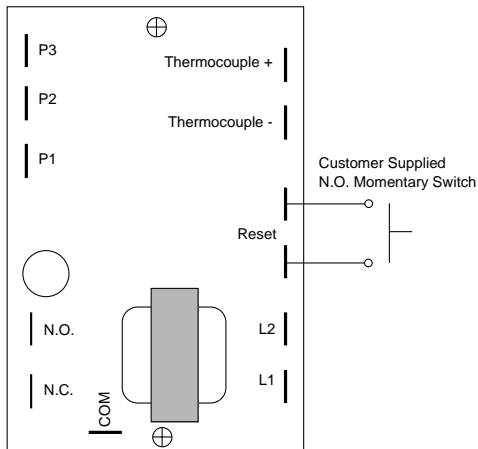 P3
Thermocouple +
P2
Thermocouple -
P1
Customer Supplied
N.O. Momentary Switch
Reset
N.O.
L2
N.C.
L1
COM